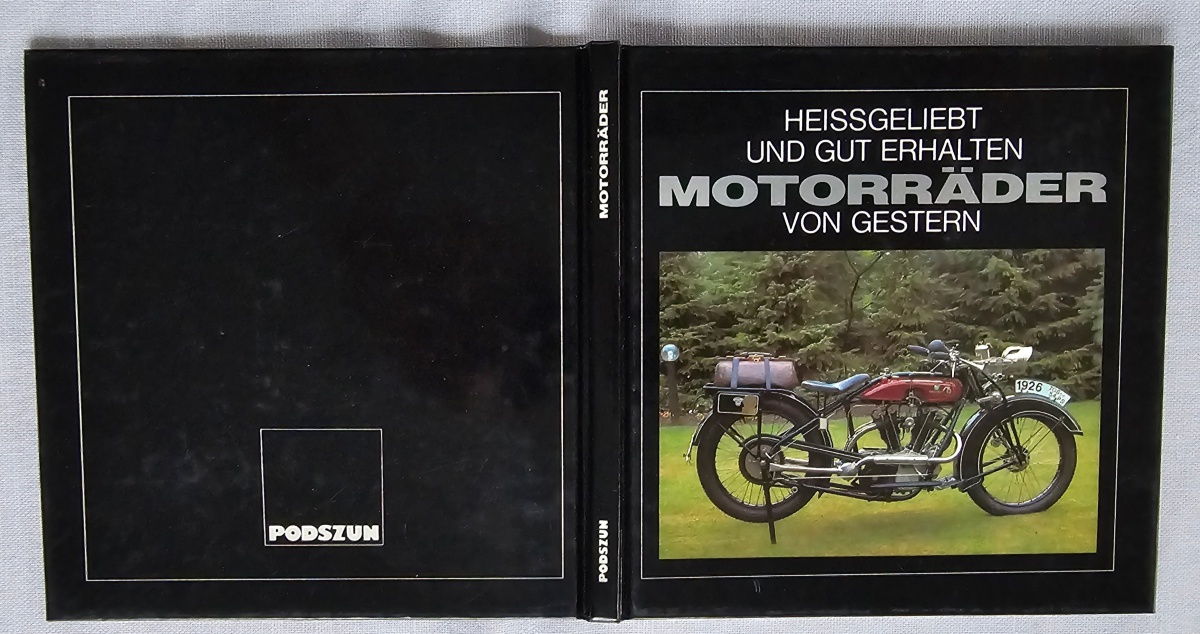 PODSZUN
MOTORRÄDER
PODSZUN
HEISSGELIEBT
UND GUT ERHALTEN
MOTORRÄDER
VON GESTERN
1926